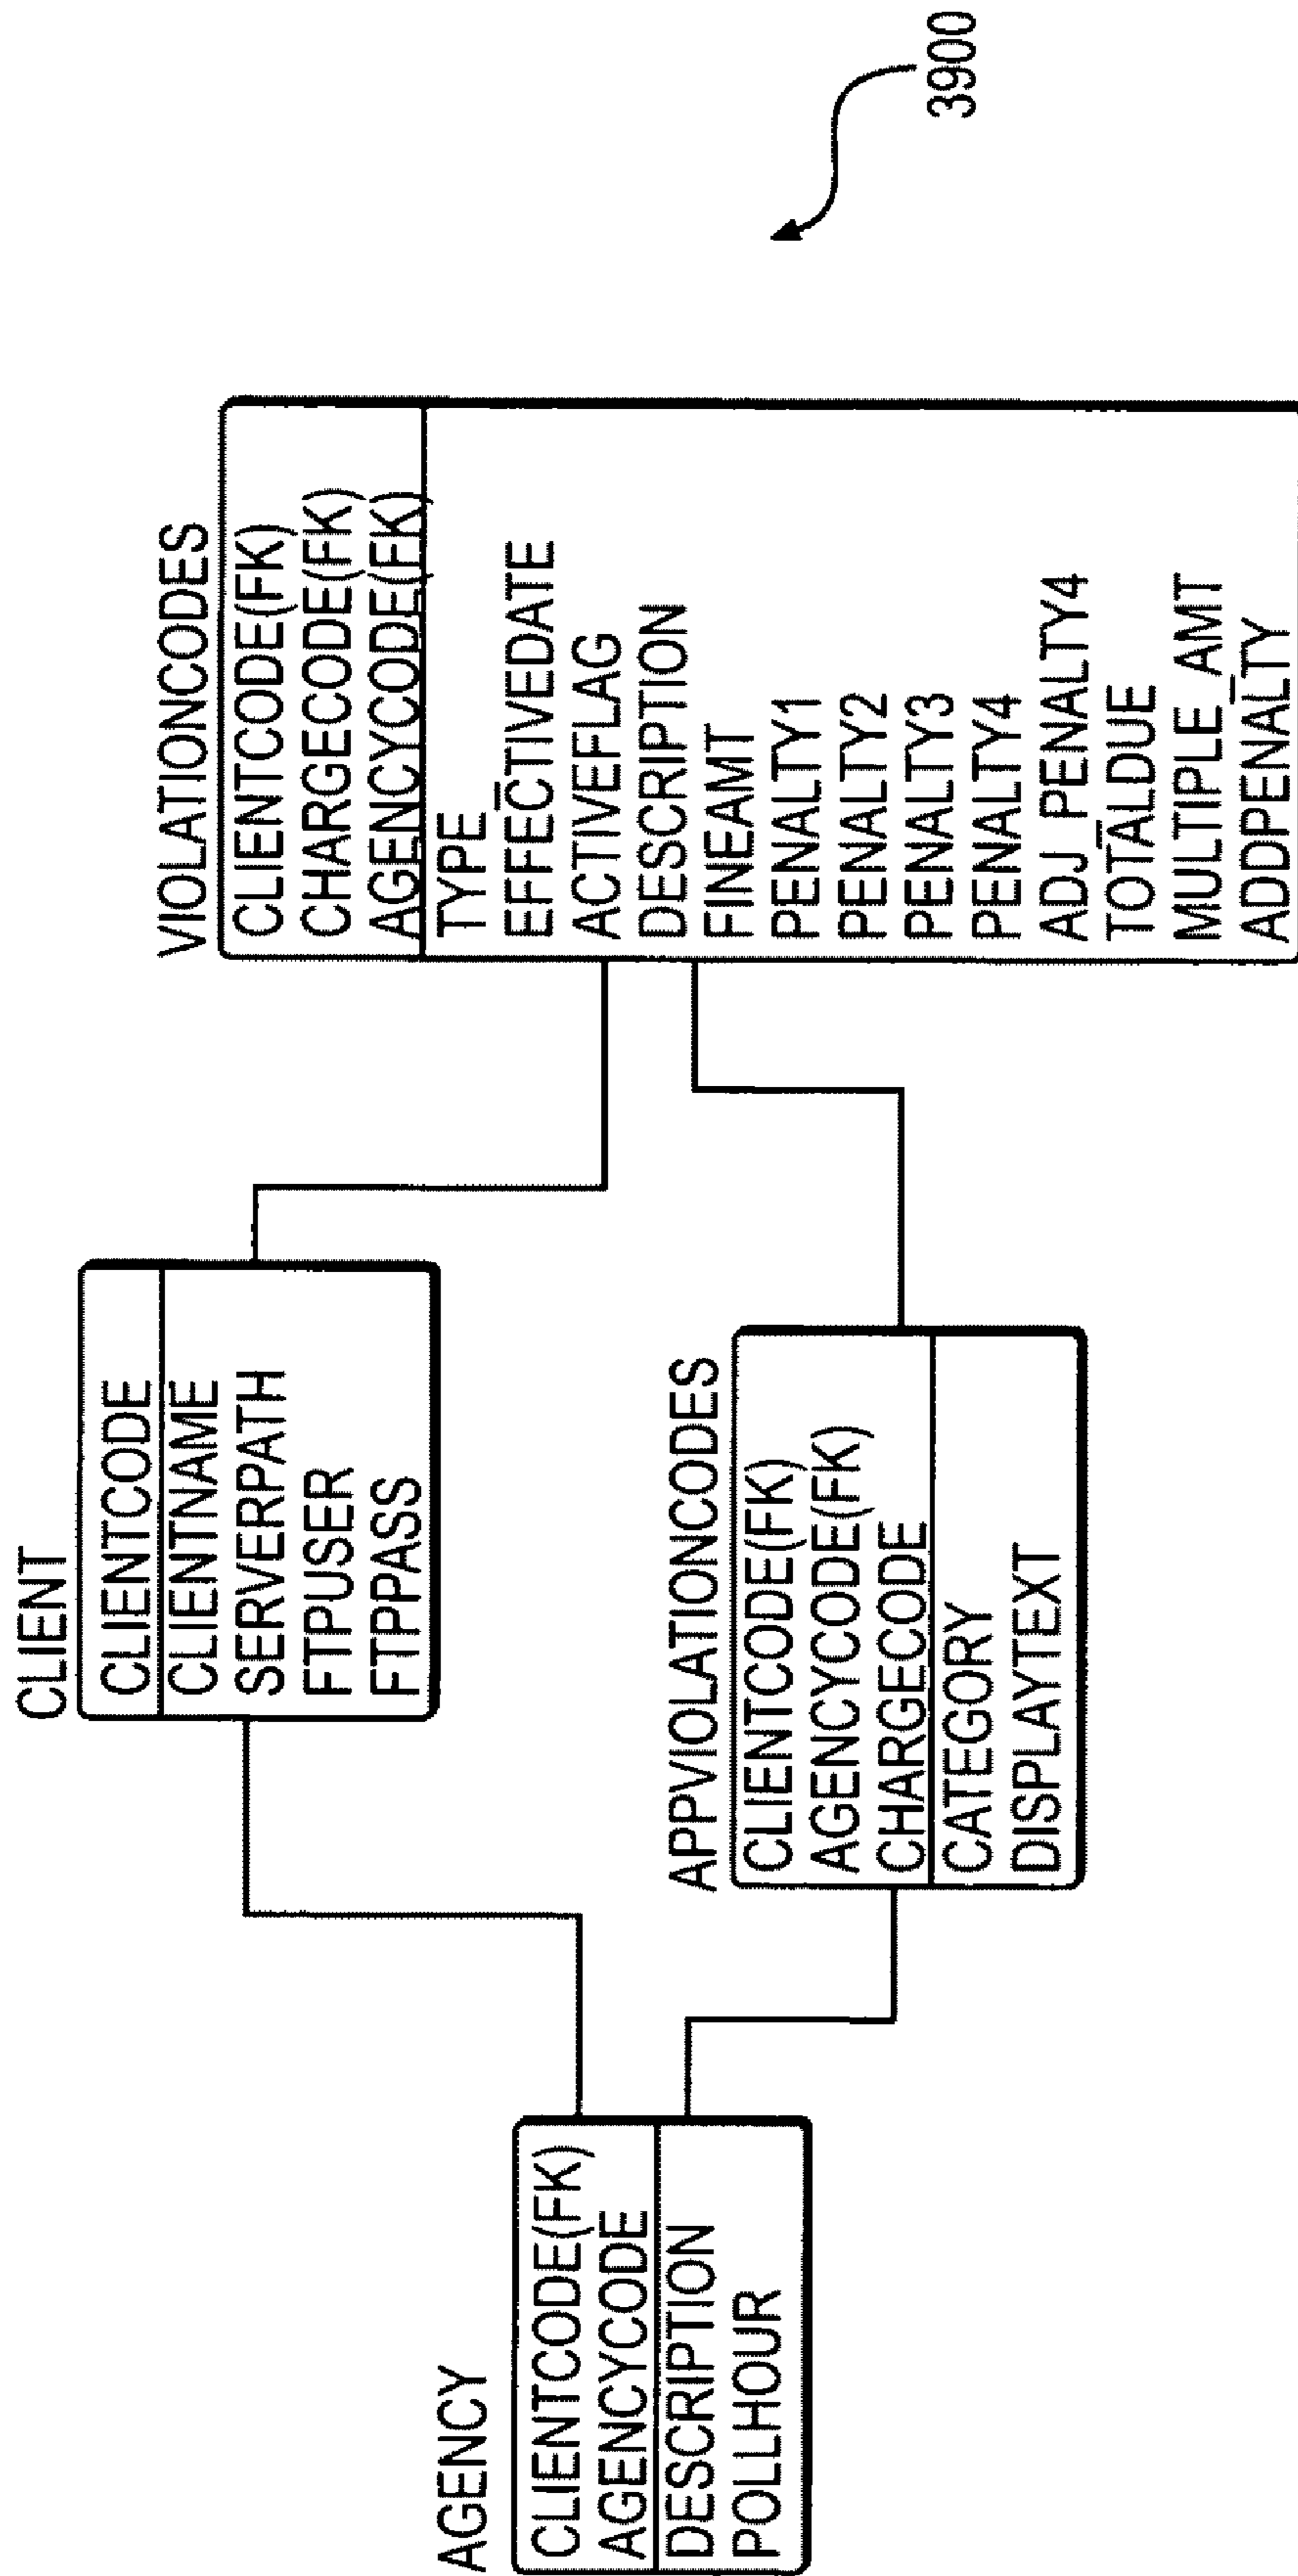 AGENCY
CLIENTCODE(FK)
AGENCYCODE
DESCRIPTION
POLLHOUR
CLIENT
CLIENTCODE
CLIENTNAME
SERVERPATH
FTPUSER
FTPPASS
APPVIOLATIONCODES
CLIENTCODE(FK)
AGENCYCODE(FK)
CHARGECODE
CATEGORY
DISPLAYTEXT
VIOLATIONCODES
CLIENTCODE(FK)
CHARGECODE(FK)
AGENCYCODE(FK)
TYPE
EFFECTIVEDATE
ACTIVEFLAG
DESCRIPTION
FINEAMT
PENALTY1
PENALTY2
PENALTY3
PENALTY4
ADJ_PENALTY4
TOTALDUE
MULTIPLE_AMT
ADDPENALTY
3900